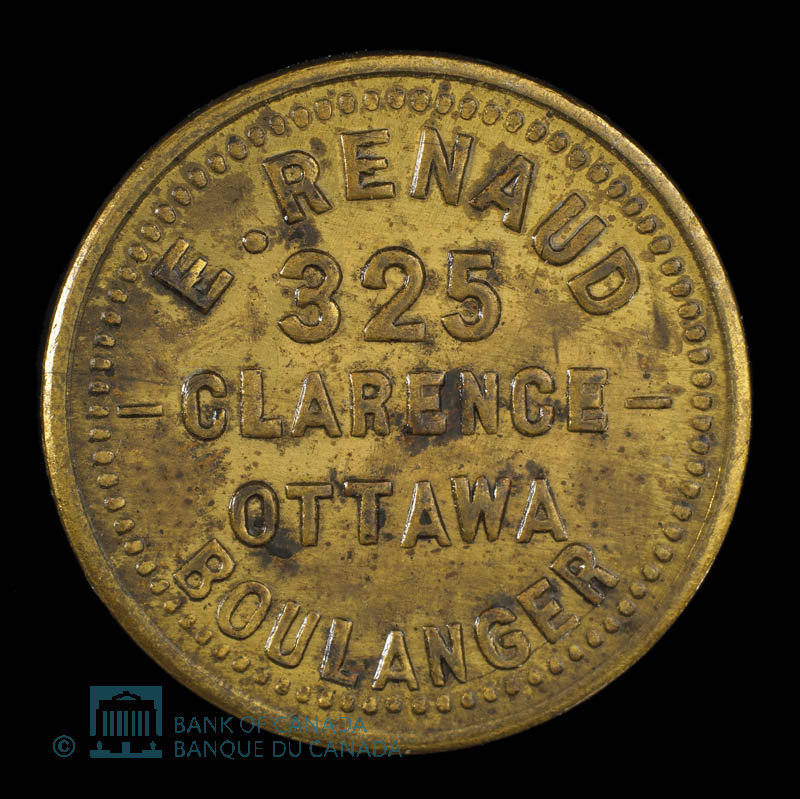 E. RENAUD
325
- CLARENCE -
OTTAWA
BOULANGER
© BANK OF CANADA
BANQUE DU CANADA